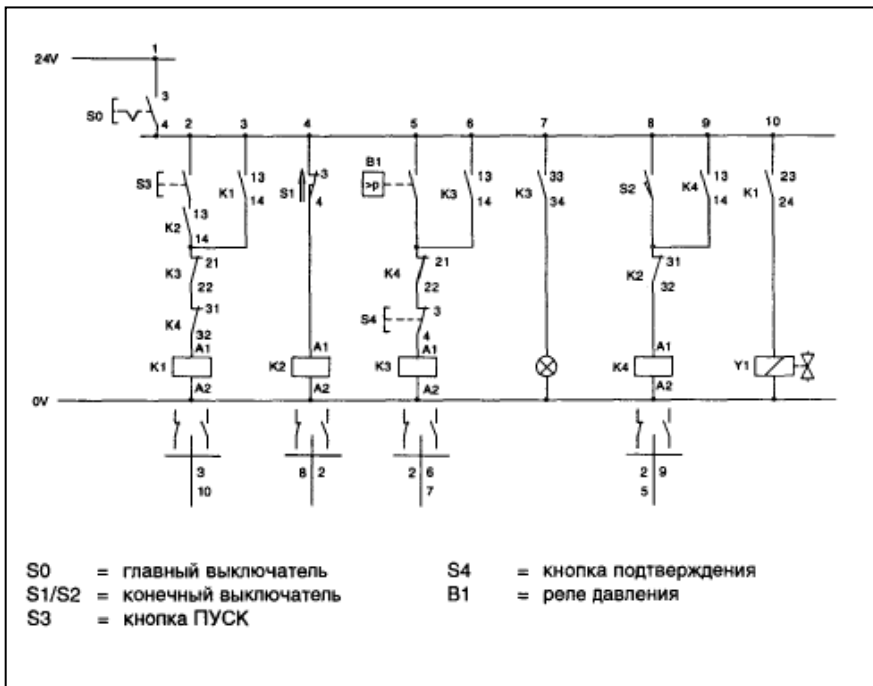 1
24V
3
S0
4
2 3 4 5 6 7 8 9 10
B1
S3 K1 13 14 S1 3 4 >p K3 13 14 K3 33 34 S2 K4 13 14 K1 23 24
K2 13 14
K3 21 22 K4 21 22 K2 31 32
K4 31 32 S4 3 4
A1 A1 A1 A1
K1 K2 K3 K4 Y1
A2 A2 A2 A2
0V
3 8 2 2 6 2 9
10 7 5
S0 = главный выключатель
S1/S2 = конечный выключатель
S3 = кнопка ПУСК
S4 = кнопка подтверждения
B1 = реле давления